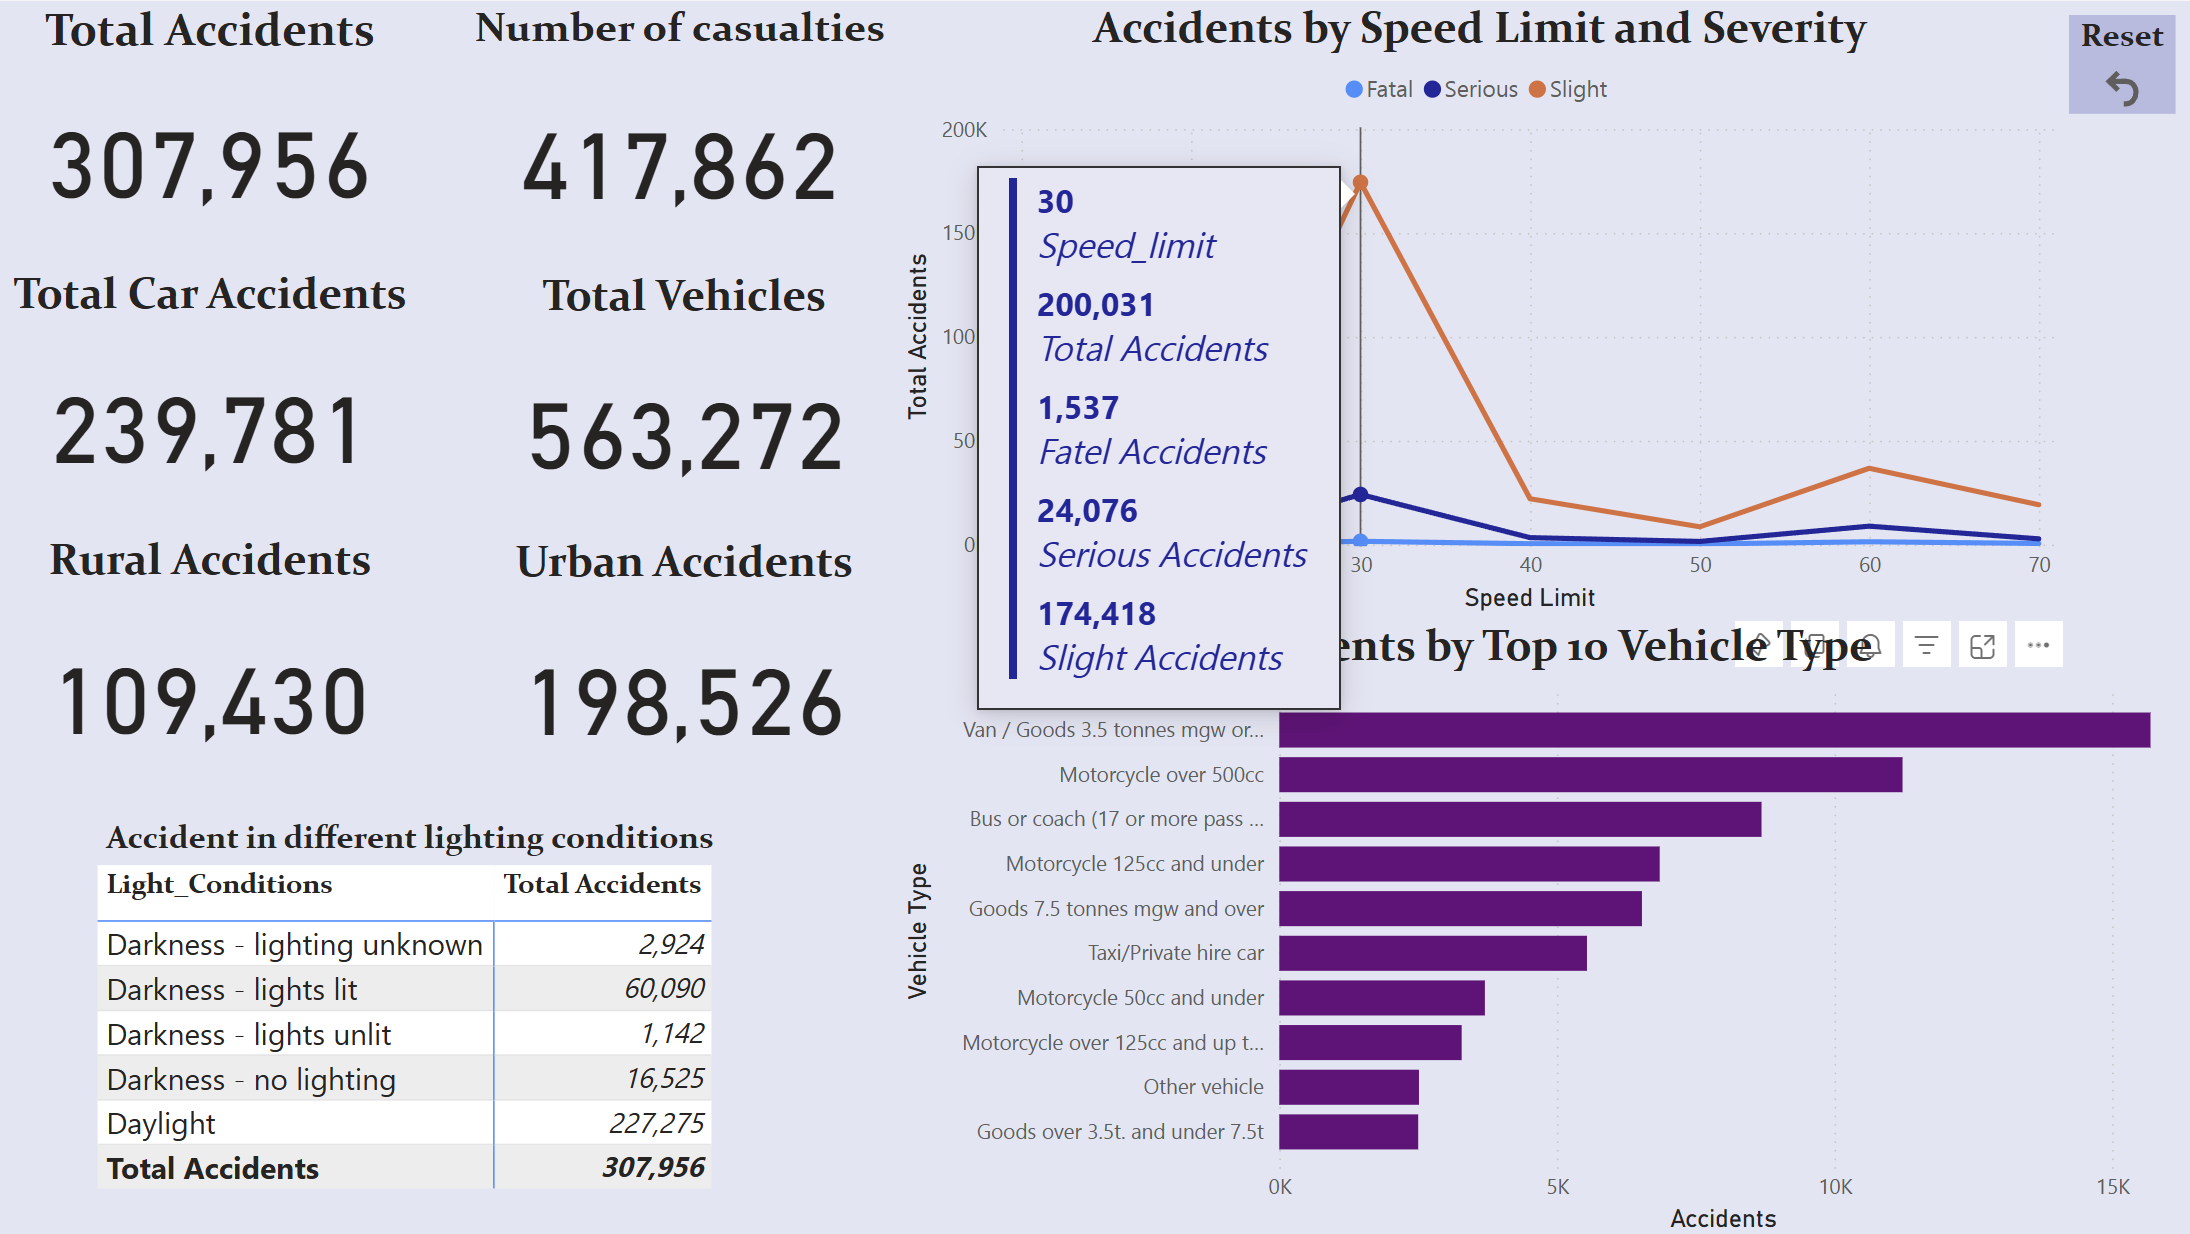 Total Accidents
307,956
Number of casualties
417,862
Total Car Accidents
239,781
Total Vehicles
563,272
Rural Accidents
109,430
Urban Accidents
198,526
Accident in different lighting conditions
Light_Conditions Total Accidents
Darkness - lighting unknown 2,924
Darkness - lights lit 60,090
Darkness - lights unlit 1,142
Darkness - no lighting 16,525
Daylight 227,275
Total Accidents 307,956
Accidents by Speed Limit and Severity
Reset
Fatal Serious Slight
Total Accidents
200K
150
100
50
0
30
Speed_limit
200,031
Total Accidents
1,537
Fatel Accidents
24,076
Serious Accidents
174,418
Slight Accidents
30 40 50 60 70
Speed Limit
ents by Top 10 Vehicle Type
Vehicle Type
Van / Goods 3.5 tonnes mgw or...
Motorcycle over 500cc
Bus or coach (17 or more pass ...
Motorcycle 125cc and under
Goods 7.5 tonnes mgw and over
Taxi/Private hire car
Motorcycle 50cc and under
Motorcycle over 125cc and up t...
Other vehicle
Goods over 3.5t. and under 7.5t
0K 5K 10K 15K
Accidents